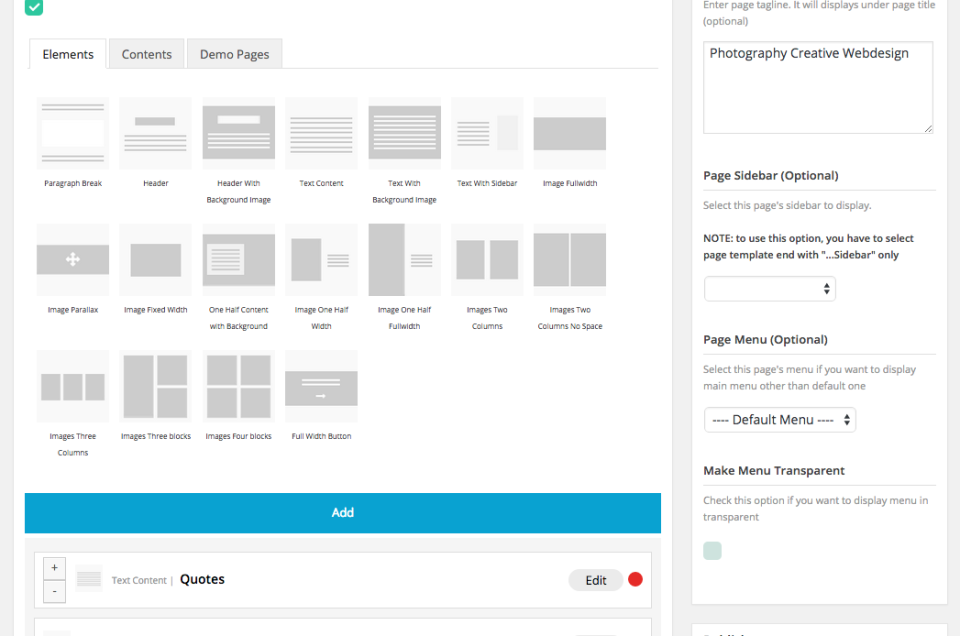 Elements
Contents
Demo Pages
Paragraph Break
Header
Header With
Background Image
Text Content
Text With
Background Image
Text With Sidebar
Image Fullwidth
Image Parallax
Image Fixed Width
One Half Content
with Background
Image One Half
Width
Image One Half
Fullwidth
Images Two
Columns
Images Two
Columns No Space
Images Three
Columns
Images Three blocks
Images Four blocks
Full Width Button
Add
+
-
Text Content |
Quotes
Edit
Enter page tagline. It will displays under page title
(optional)
Photography Creative Webdesign
Page Sidebar (Optional)
Select this page's sidebar to display.
NOTE: to use this option, you have to select
page template end with "...Sidebar" only
Page Menu (Optional)
Select this page's menu if you want to display
main menu other than default one
---- Default Menu ----
Make Menu Transparent
Check this option if you want to display menu in
transparent